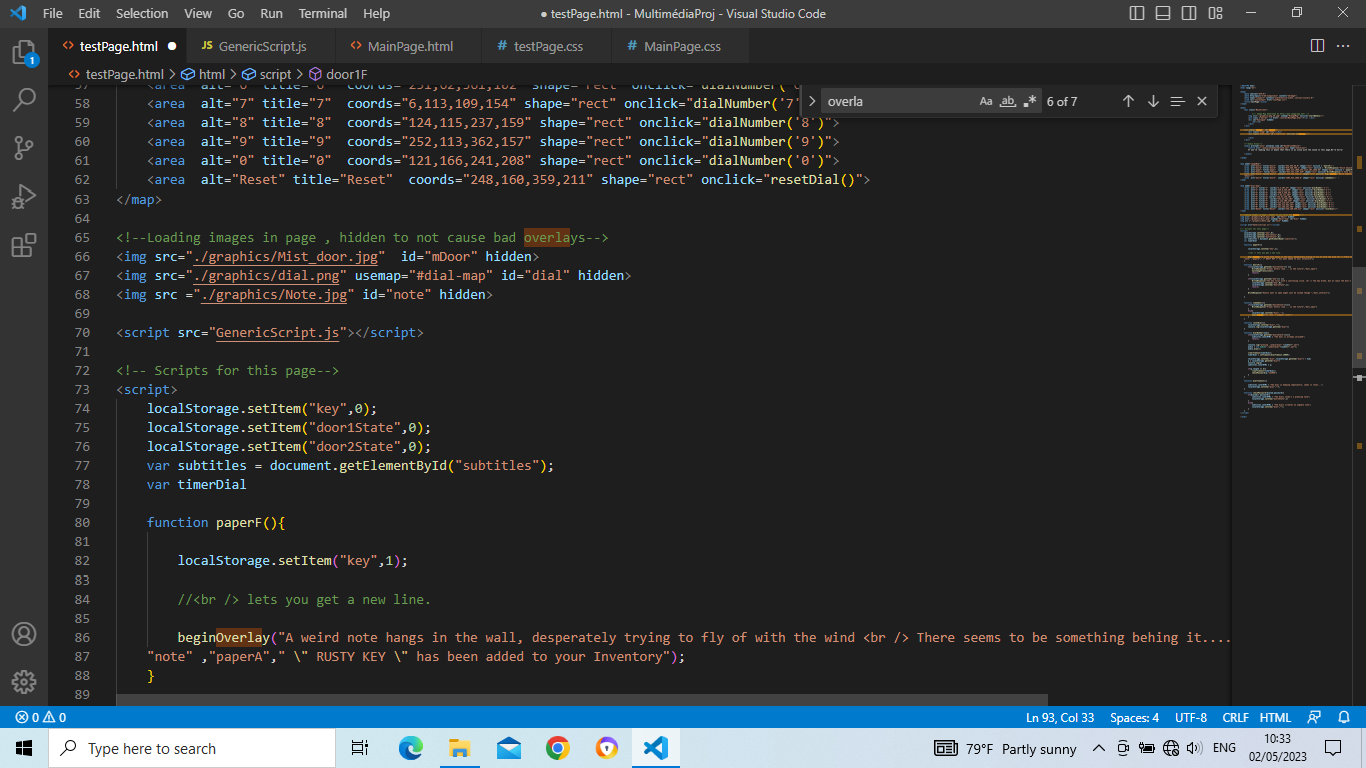 File Edit Selection View Go Run Terminal Help ● testPage.html - MultimédiaProj - Visual Studio Code
testPage.html ● JS GenericScript.js <> MainPage.html # testPage.css # MainPage.css
<> testPage.html > html > script > door1F
overla Aa ab .* 6 of 7
58 <area alt="7" title="7" coords="6,113,109,154" shape="rect" onclick="dialNumber('7'
59 <area alt="8" title="8" coords="124,115,237,159" shape="rect" onclick="dialNumber('8')">
60 <area alt="9" title="9" coords="252,113,362,157" shape="rect" onclick="dialNumber('9')">
61 <area alt="0" title="0" coords="121,166,241,208" shape="rect" onclick="dialNumber('0')">
62 <area alt="Reset" title="Reset" coords="248,160,359,211" shape="rect" onclick="resetDial()">
63 </map>
64
65 <!--Loading images in page , hidden to not cause bad overlays-->
66 <img src="./graphics/Mist_door.jpg" id="mDoor" hidden>
67 <img src="./graphics/dial.png" usemap="#dial-map" id="dial" hidden>
68 <img src ="./graphics/Note.jpg" id="note" hidden>
69
70 <script src="GenericScript.js"></script>
71
72 <!-- Scripts for this page-->
73 <script>
74 localStorage.setItem("key",0);
75 localStorage.setItem("door1State",0);
76 localStorage.setItem("door2State",0);
77 var subtitles = document.getElementById("subtitles");
78 var timerDial
79
80 function paperF(){
81
82 localStorage.setItem("key",1);
83
84 //<br /> lets you get a new line.
85
86 beginOverlay("A weird note hangs in the wall, desperately trying to fly of with the wind <br /> There seems to be something behing it....
87 "note" ,"paperA"," \" RUSTY KEY \" has been added to your Inventory");
88 }
89
1
0 0 Ln 93, Col 33 Spaces: 4 UTF-8 CRLF HTML
Type here to search 79°F Partly sunny ENG 10:33
02/05/2023